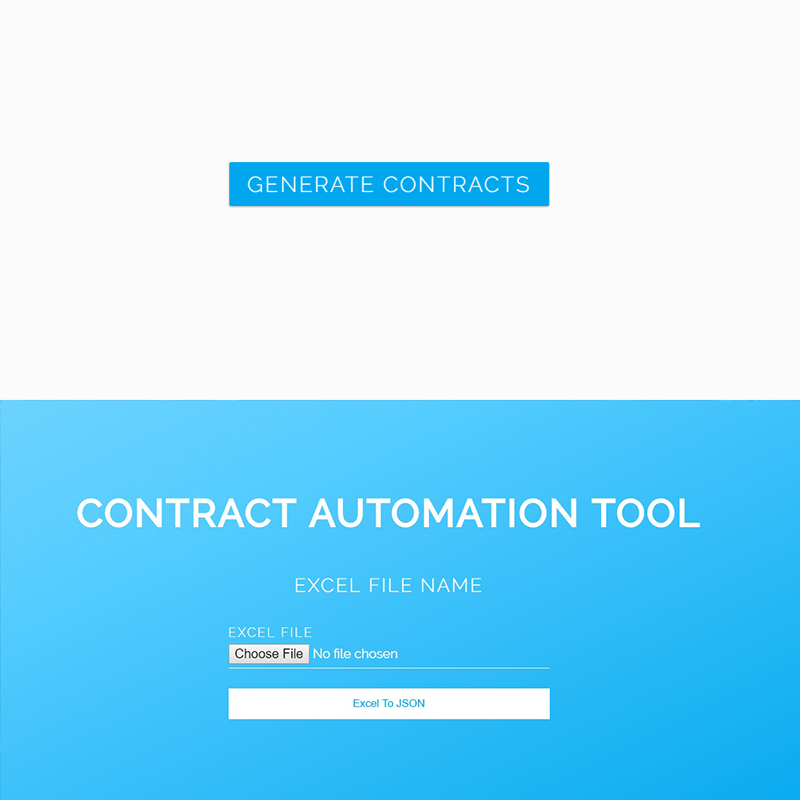 GENERATE CONTRACTS
CONTRACT AUTOMATION TOOL
EXCEL FILE NAME
EXCEL FILE
Choose File No file chosen
Excel To JSON